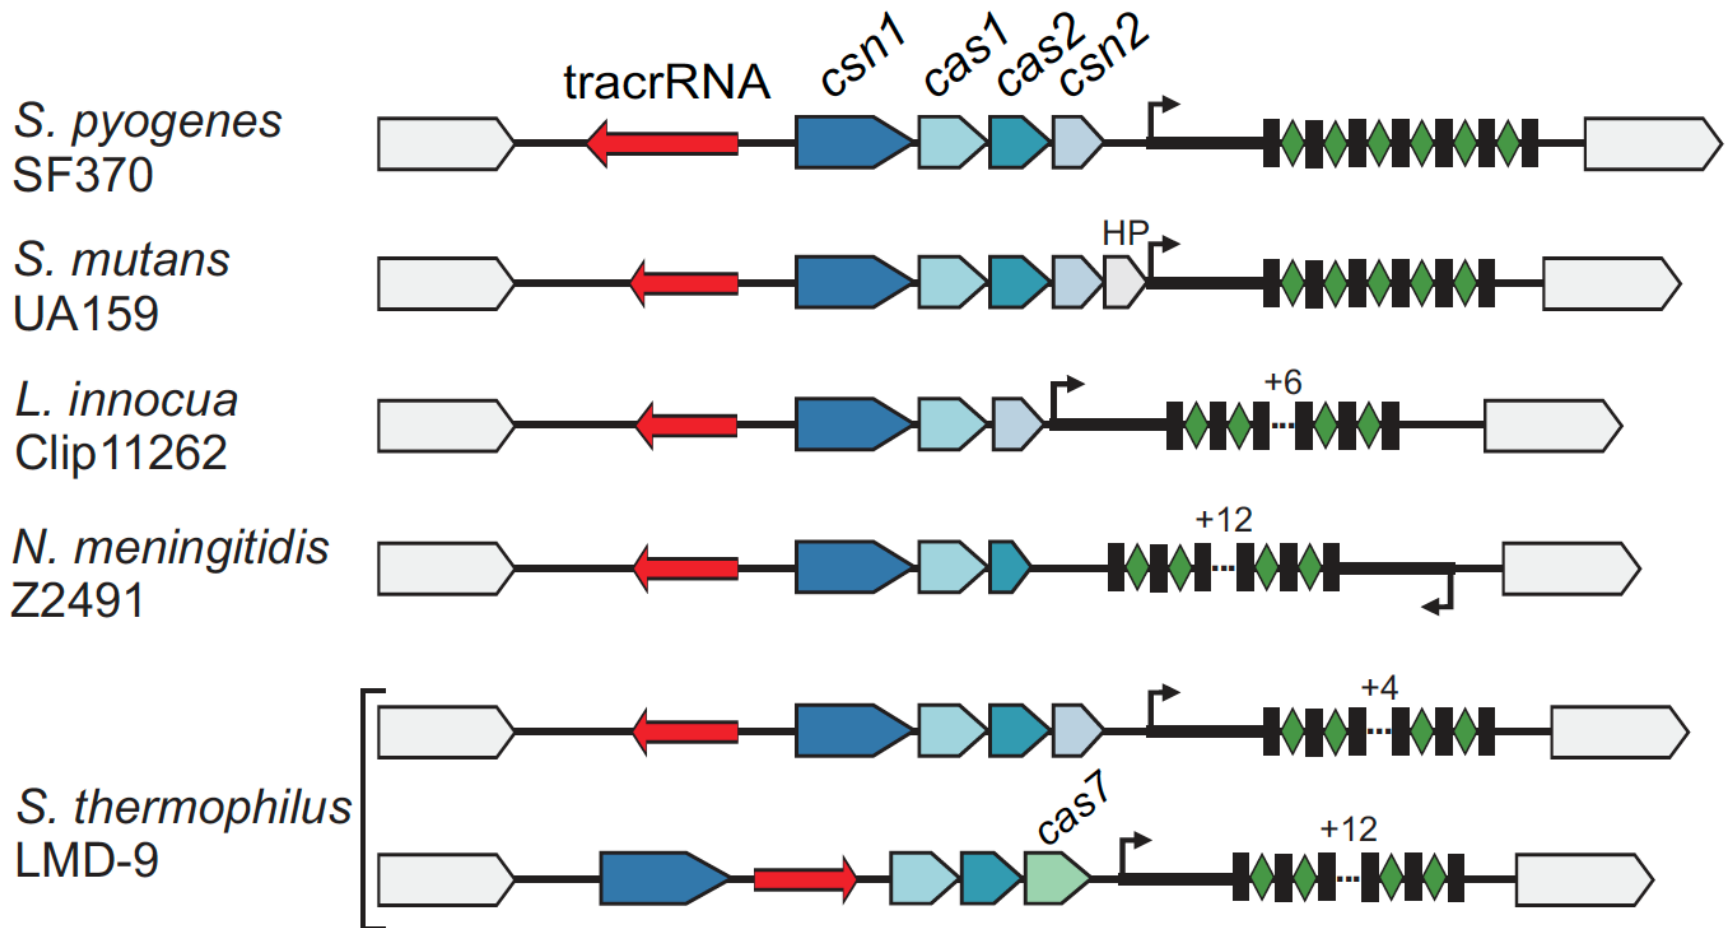 tracrRNA csn1 cas1 cas2 csn2
S. pyogenes
SF370
HP
S. mutans
UA159
+6
...
L. innocua
Clip11262
+12
...
N. meningitidis
Z2491
+4
...
cas7
+12
...
S. thermophilus
LMD-9